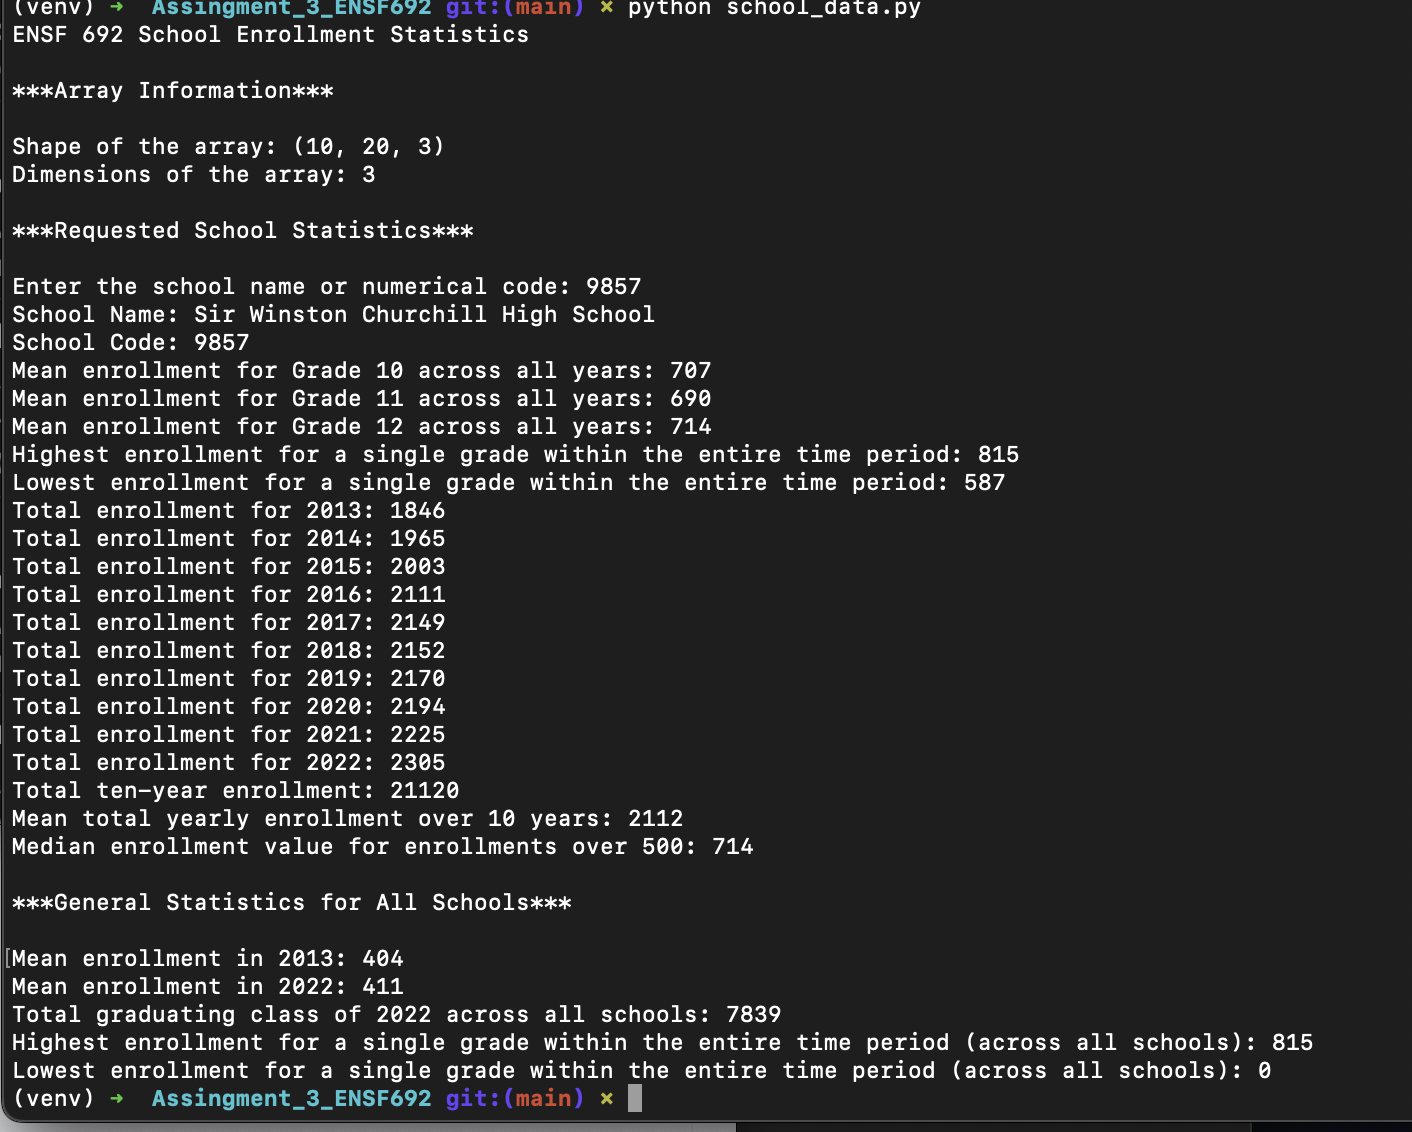 (venv) ➜  Assingment_3_ENSF692 git:(main) × python school_data.py
ENSF 692 School Enrollment Statistics
***Array Information***
Shape of the array: (10, 20, 3)
Dimensions of the array: 3
***Requested School Statistics***
Enter the school name or numerical code: 9857
School Name: Sir Winston Churchill High School
School Code: 9857
Mean enrollment for Grade 10 across all years: 707
Mean enrollment for Grade 11 across all years: 690
Mean enrollment for Grade 12 across all years: 714
Highest enrollment for a single grade within the entire time period: 815
Lowest enrollment for a single grade within the entire time period: 587
Total enrollment for 2013: 1846
Total enrollment for 2014: 1965
Total enrollment for 2015: 2003
Total enrollment for 2016: 2111
Total enrollment for 2017: 2149
Total enrollment for 2018: 2152
Total enrollment for 2019: 2170
Total enrollment for 2020: 2194
Total enrollment for 2021: 2225
Total enrollment for 2022: 2305
Total ten-year enrollment: 21120
Mean total yearly enrollment over 10 years: 2112
Median enrollment value for enrollments over 500: 714
***General Statistics for All Schools***
Mean enrollment in 2013: 404
Mean enrollment in 2022: 411
Total graduating class of 2022 across all schools: 7839
Highest enrollment for a single grade within the entire time period (across all schools): 815
Lowest enrollment for a single grade within the entire time period (across all schools): 0
(venv) ➜  Assingment_3_ENSF692 git:(main) ×